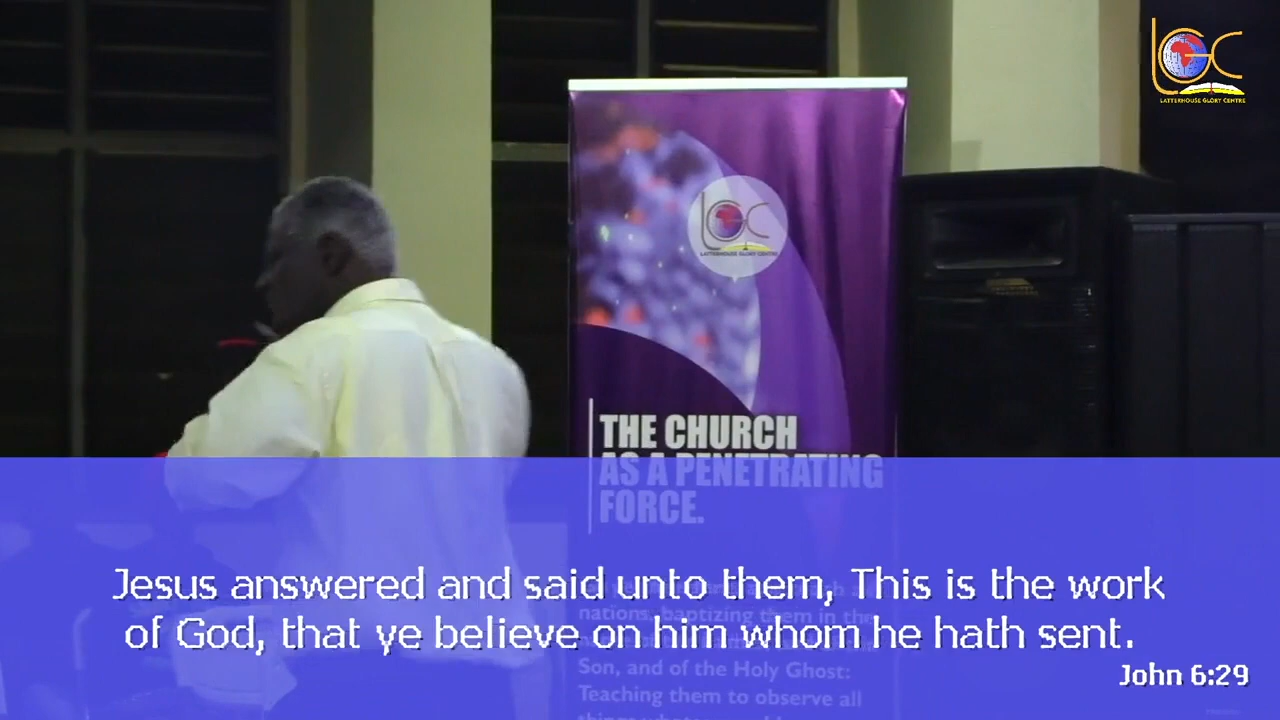 LGC
LATTERHOUSE GLORY CENTRE
LGC
LATTERHOUSE GLORY CENTRE
THE CHURCH
AS A PENETRATING
FORCE.
nations, baptizing them in the
Son, and of the Holy Ghost:
Teaching them to observe all
Jesus answered and said unto them, This is the work
of God, that ye believe on him whom he hath sent.
John 6:29